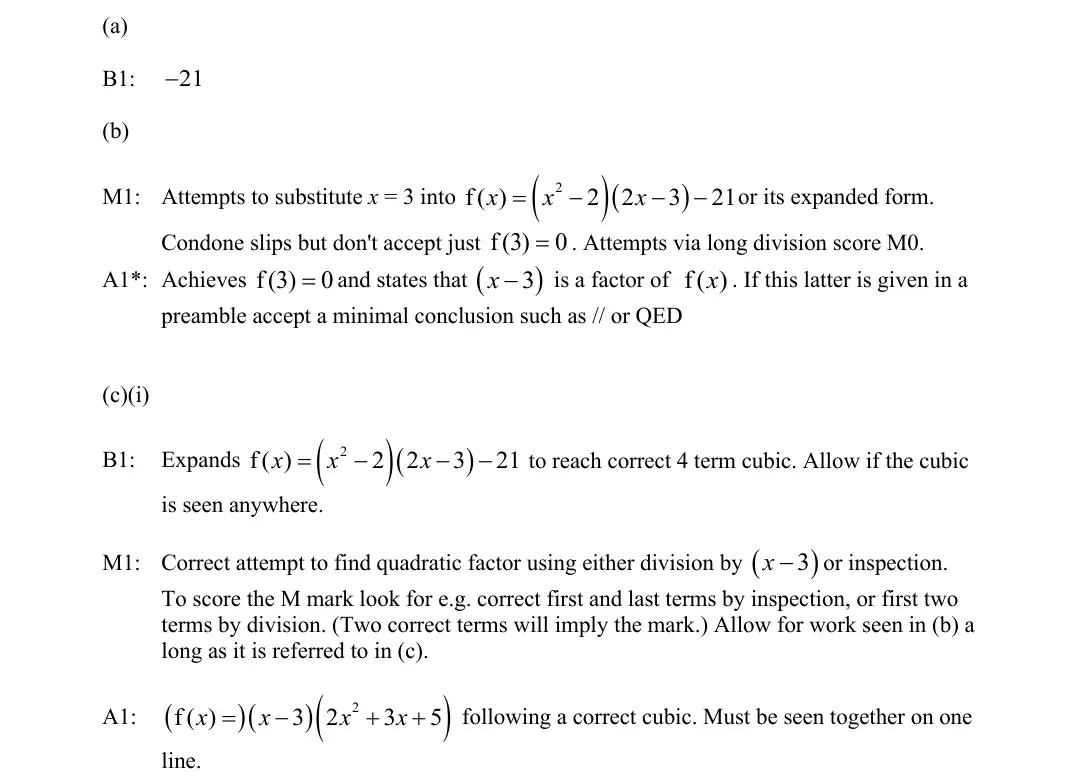 (a)
B1: −21
(b)
M1: Attempts to substitute x = 3 into f(x) = (x² − 2)(2x − 3) − 21 or its expanded form.
Condone slips but don't accept just f(3) = 0. Attempts via long division score M0.
A1*: Achieves f(3) = 0 and states that (x − 3) is a factor of f(x). If this latter is given in a
preamble accept a minimal conclusion such as // or QED
(c)(i)
B1: Expands f(x) = (x² − 2)(2x − 3) − 21 to reach correct 4 term cubic. Allow if the cubic
is seen anywhere.
M1: Correct attempt to find quadratic factor using either division by (x − 3) or inspection.
To score the M mark look for e.g. correct first and last terms by inspection, or first two
terms by division. (Two correct terms will imply the mark.) Allow for work seen in (b) a
long as it is referred to in (c).
A1: (f(x) =)(x − 3)(2x² + 3x + 5) following a correct cubic. Must be seen together on one
line.